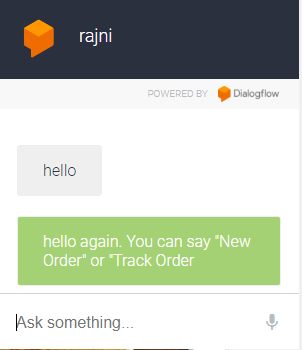 rajni
POWERED BY Dialogflow
hello
hello again. You can say "New
Order" or "Track Order
Ask something...